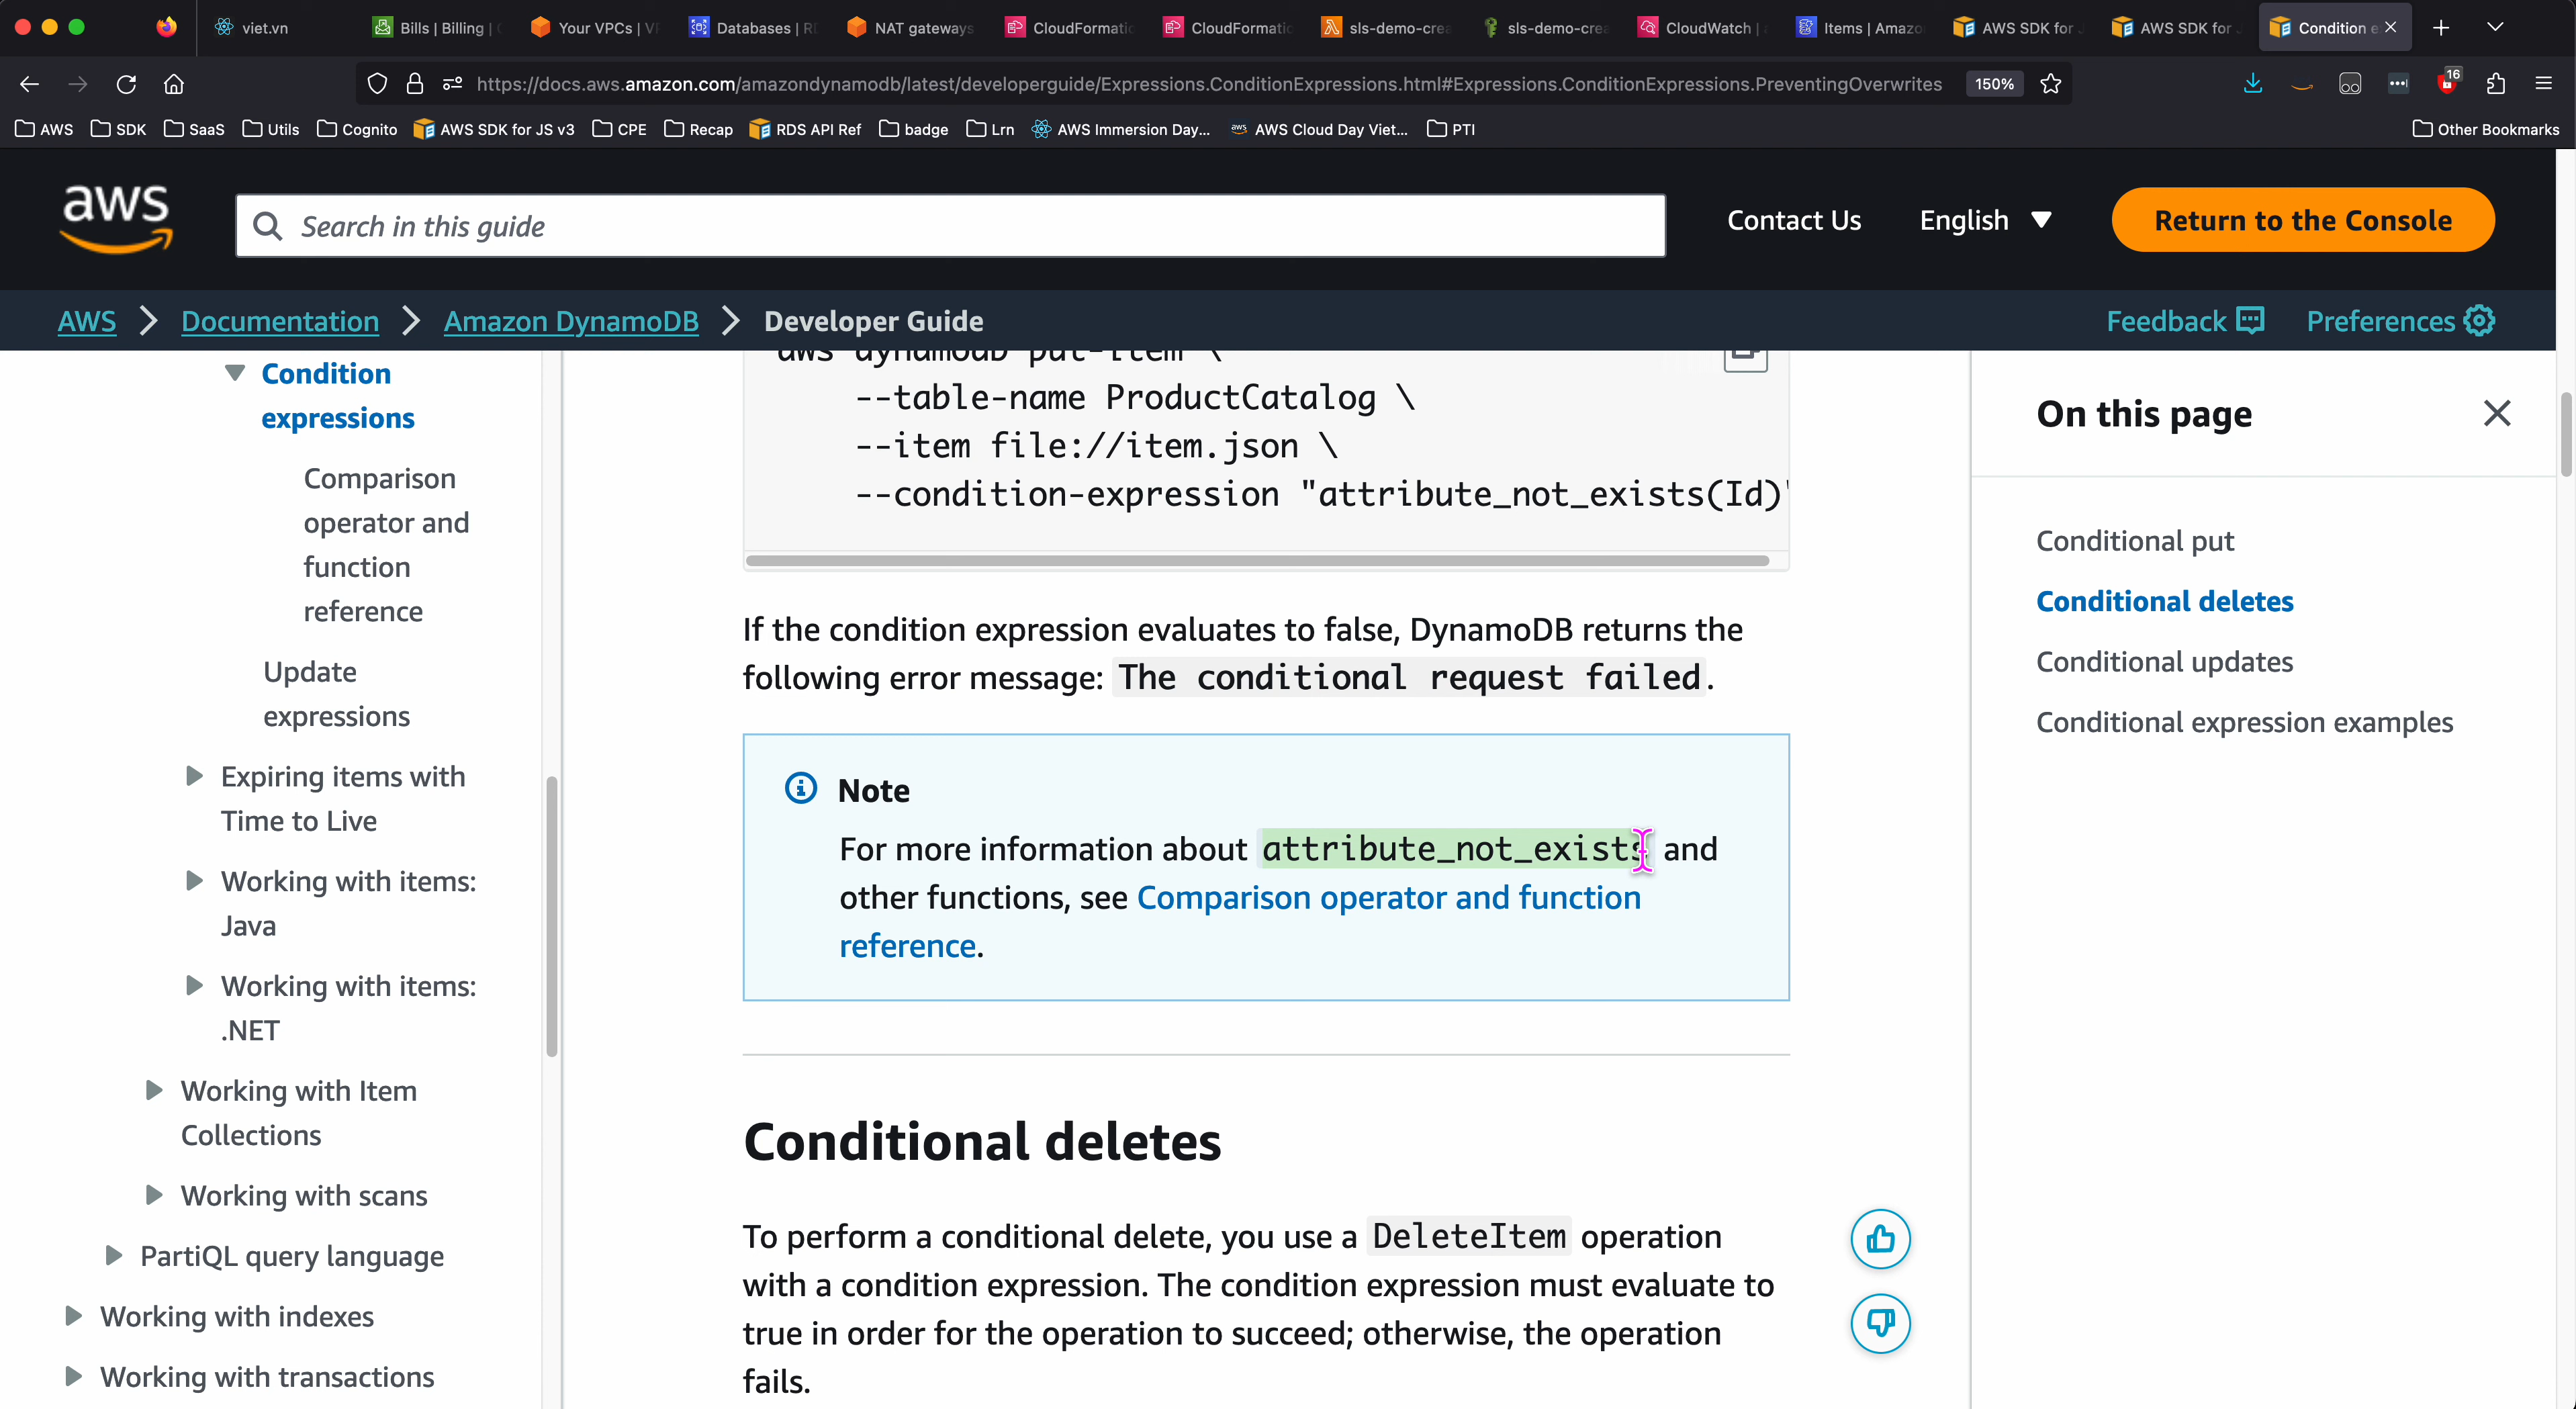 viet.vn
Bills | Billing |
Your VPCs | V
Databases | R
NAT gateways
CloudFormatic
CloudFormatic
sls-demo-crea
sls-demo-crea
CloudWatch |
Items | Amazo
AWS SDK for
AWS SDK for
Condition e
https://docs.aws.amazon.com/amazondynamodb/latest/developerguide/Expressions.ConditionExpressions.html#Expressions.ConditionExpressions.PreventingOverwrites
150%
16
AWS
SDK
SaaS
Utils
Cognito
AWS SDK for JS v3
CPE
Recap
RDS API Ref
badge
Lrn
AWS Immersion Day...
aws
AWS Cloud Day Viet...
PTI
Other Bookmarks
aws
Search in this guide
Contact Us
English
Return to the Console
AWS
Documentation
Amazon DynamoDB
Developer Guide
Feedback
Preferences
Condition
expressions
Comparison
operator and
function
reference
Update
expressions
Expiring items with
Time to Live
Working with items:
Java
Working with items:
.NET
Working with Item
Collections
Working with scans
PartiQL query language
Working with indexes
Working with transactions
aws dynamodb put-item \
--table-name ProductCatalog \
--item file://item.json \
--condition-expression "attribute_not_exists(Id)"
If the condition expression evaluates to false, DynamoDB returns the
following error message: The conditional request failed.
Note
For more information about attribute_not_exists and
other functions, see Comparison operator and function
reference.
Conditional deletes
To perform a conditional delete, you use a DeleteItem operation
with a condition expression. The condition expression must evaluate to
true in order for the operation to succeed; otherwise, the operation
fails.
On this page
Conditional put
Conditional deletes
Conditional updates
Conditional expression examples